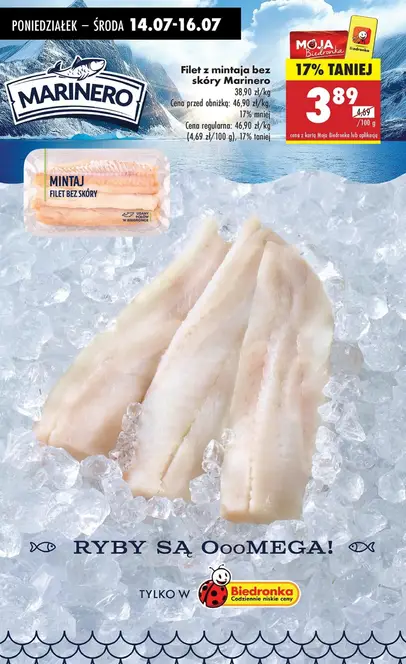 PONIEDZIAŁEK – ŚRODA 14.07-16.07
MARINERO
Filet z mintaja bez
skóry Marinero
38,90 zł/kg
Cena przed obniżką: 46,90 zł/kg,
17% mniej
Cena regularna: 46,90 zł/kg
(4,69 zł/100 g), 17% taniej
MOJA
Biedronka
Biedronka
17% TANIEJ
3 89
4,69
/100 g
cena z kartą Moja Biedronka lub aplikacją
MINTAJ
FILET BEZ SKÓRY
RYBY SĄ OooMEGA!
TYLKO W
Biedronka
Codziennie niskie ceny